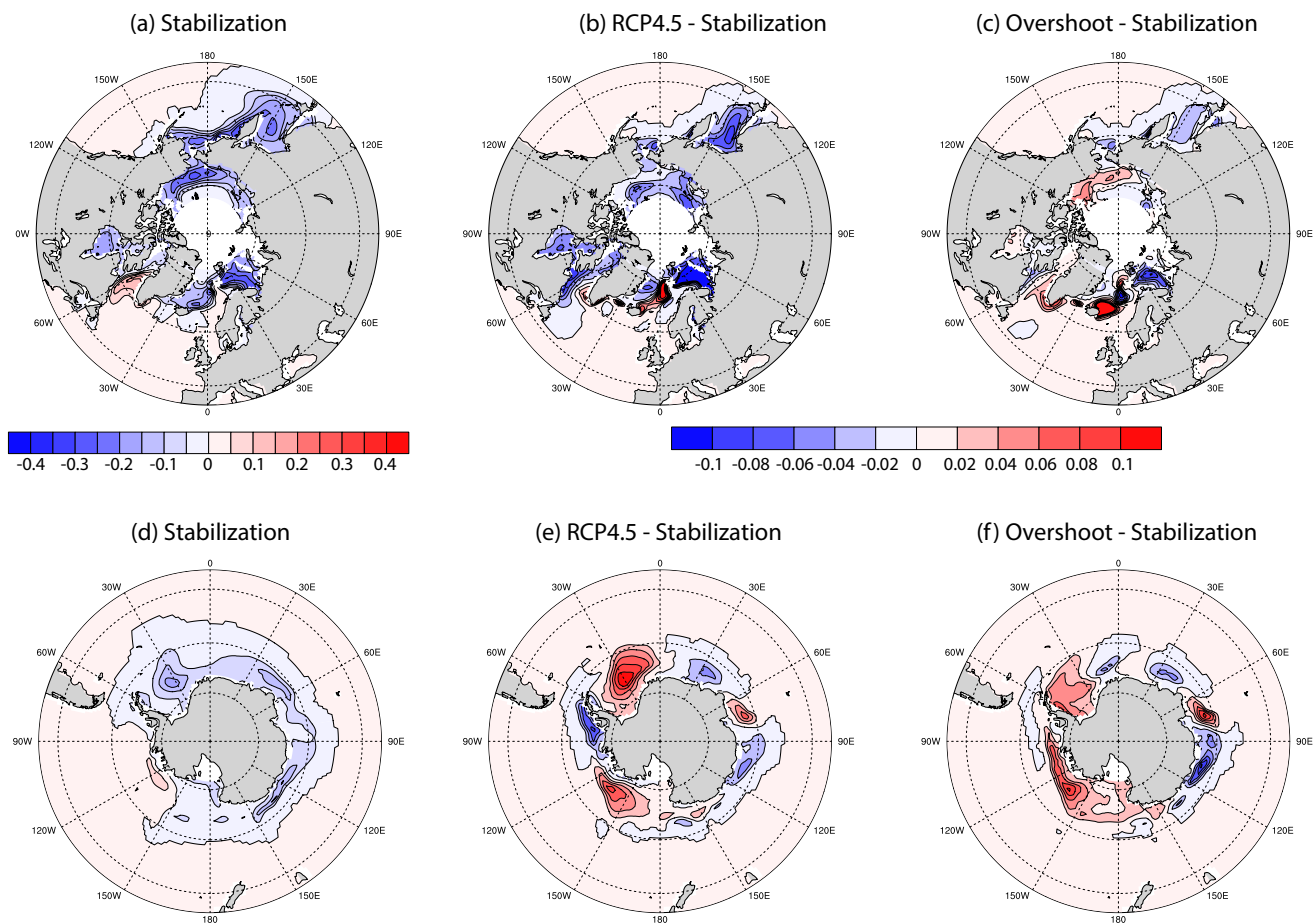 (a) Stabilization (b) RCP4.5 - Stabilization (c) Overshoot - Stabilization
180 180 180
150W 150E 150W 150E 150W 150E
120W 120E 120W 120E 120W 120E
0W 0 90E 90W 90E 90W 90E
60W 60E 60W 60E 60W 60E
30W 30E 30W 30E 30W 30E
0 0 0
-0.4 -0.3 -0.2 -0.1 0 0.1 0.2 0.3 0.4
-0.1 -0.08 -0.06 -0.04 -0.02 0 0.02 0.04 0.06 0.08 0.1
(d) Stabilization (e) RCP4.5 - Stabilization (f) Overshoot - Stabilization
0 0 0
30W 30E 30W 30E 30W 30E
60W 60E 60W 60E 60W 60E
90W 90E 90W 90E 90W 90E
120W 120E 120W 120E 120W 120E
150W 150E 150W 150E 150W 150E
180 180 180